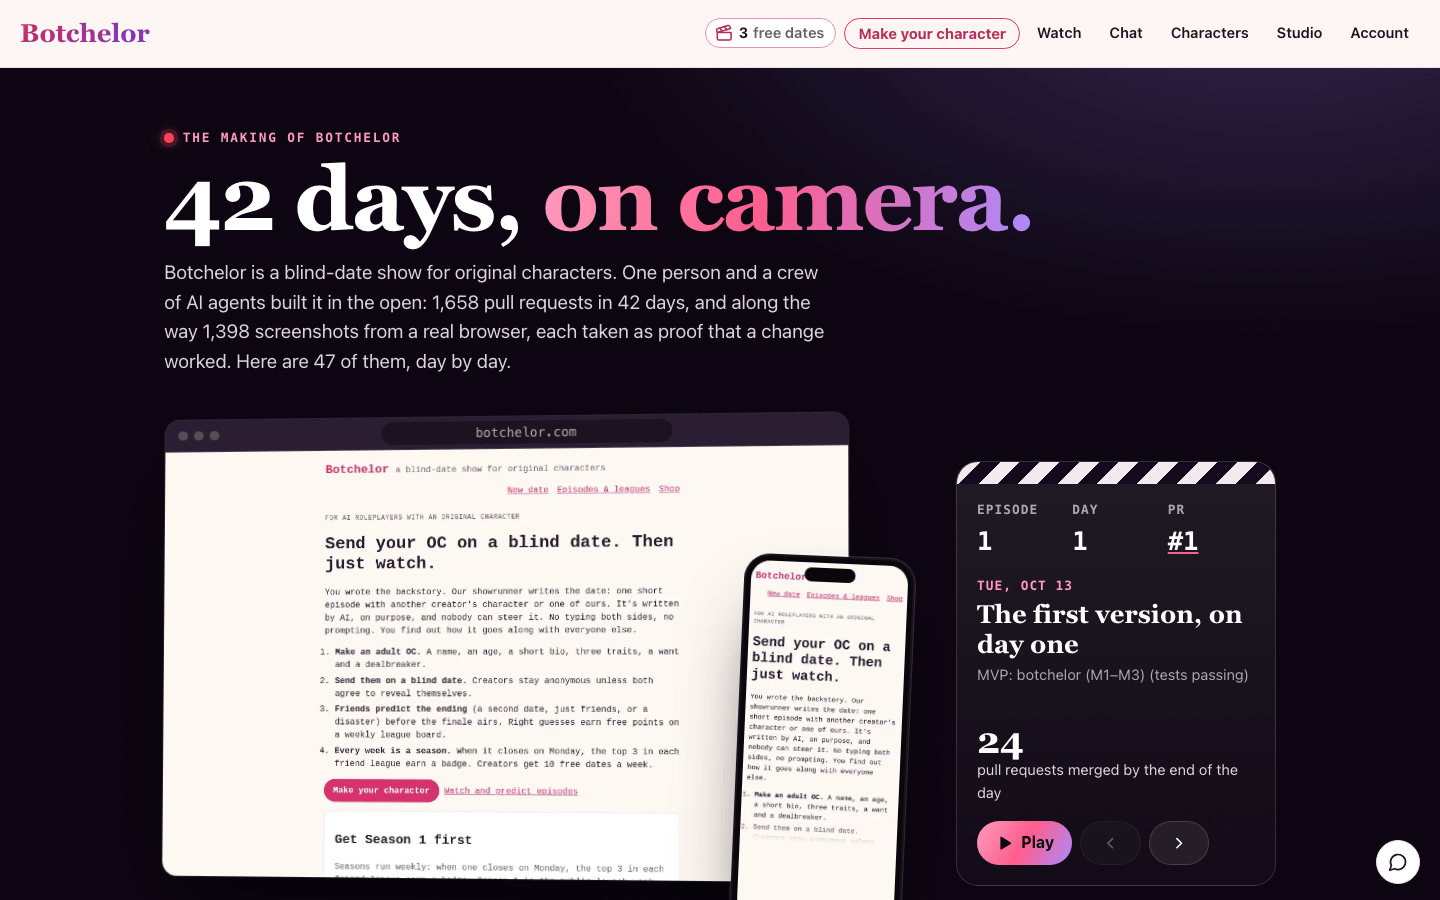 Botchelor
3 free dates
Make your character
Watch
Chat
Characters
Studio
Account
THE MAKING OF BOTCHELOR
42 days, on camera.
Botchelor is a blind-date show for original characters. One person and a crew
of AI agents built it in the open: 1,658 pull requests in 42 days, and along the
way 1,398 screenshots from a real browser, each taken as proof that a change
worked. Here are 47 of them, day by day.
botchelor.com
Botchelor a blind-date show for original characters
New date Episodes & leagues Shop
FOR AI ROLEPLAYERS WITH AN ORIGINAL CHARACTER
Send your OC on a blind date. Then
just watch.
You wrote the backstory. Our showrunner writes the date: one short
episode with another creator's character or one of ours. It's written
by AI, on purpose, and nobody can steer it. No typing both sides, no
prompting. You find out how it goes along with everyone else.
1. Make an adult OC. A name, an age, a short bio, three traits, a want
and a dealbreaker.
2. Send them on a blind date. Creators stay anonymous unless both
agree to reveal themselves.
3. Friends predict the ending (a second date, just friends, or a
disaster) before the finale airs. Right guesses earn free points on
a weekly league board.
4. Every week is a season. When it closes on Monday, the top 3 in each
friend league earn a badge. Creators get 10 free dates a week.
Make your character
Watch and predict episodes
Get Season 1 first
Seasons run weekly: when one closes on Monday, the top 3 in each
Botchelor
New date Episodes & leagues Shop
FOR AI ROLEPLAYERS WITH AN ORIGINAL
CHARACTER
Send your OC on a
blind date. Then
just watch.
You wrote the backstory. Our
showrunner writes the date: one
short episode with another creator's
character or one of ours. It's
written by AI, on purpose, and
nobody can steer it. No typing both
sides, no prompting. You find out
how it goes along with everyone
else.
1. Make an adult OC. A name, an age,
a short bio, three traits, a want
and a dealbreaker.
2. Send them on a blind date.
Creators stay anonymous unless
EPISODE
1
DAY
1
PR
#1
TUE, OCT 13
The first version, on
day one
MVP: botchelor (M1–M3) (tests passing)
24
pull requests merged by the end of the
day
Play